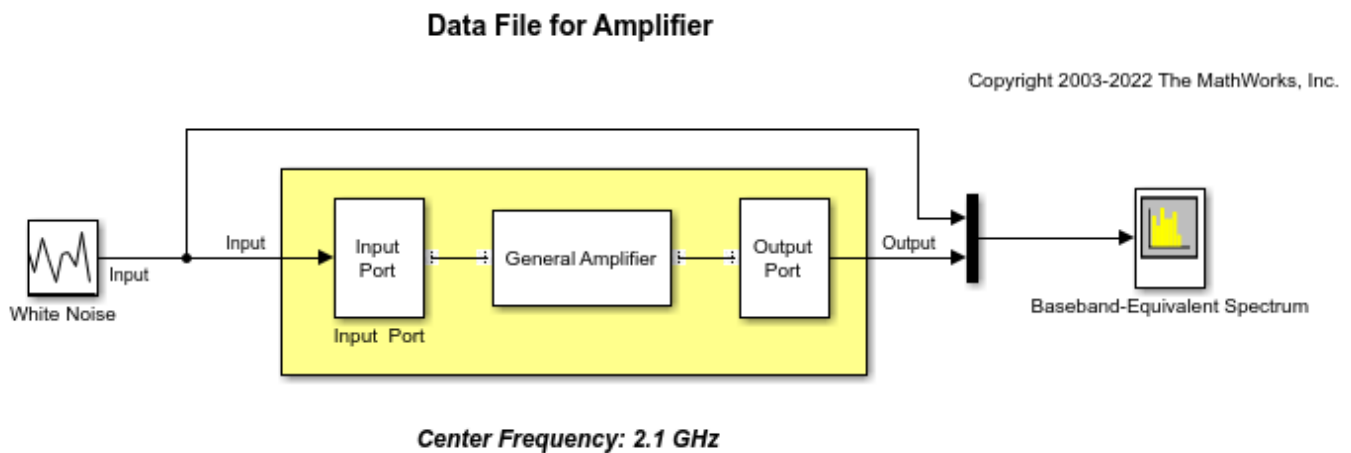 Data File for Amplifier
Copyright 2003-2022 The MathWorks, Inc.
Input
Input
White Noise
Input
Port
Input  Port
General Amplifier
Output
Port
Output
Baseband-Equivalent Spectrum
Center Frequency: 2.1 GHz